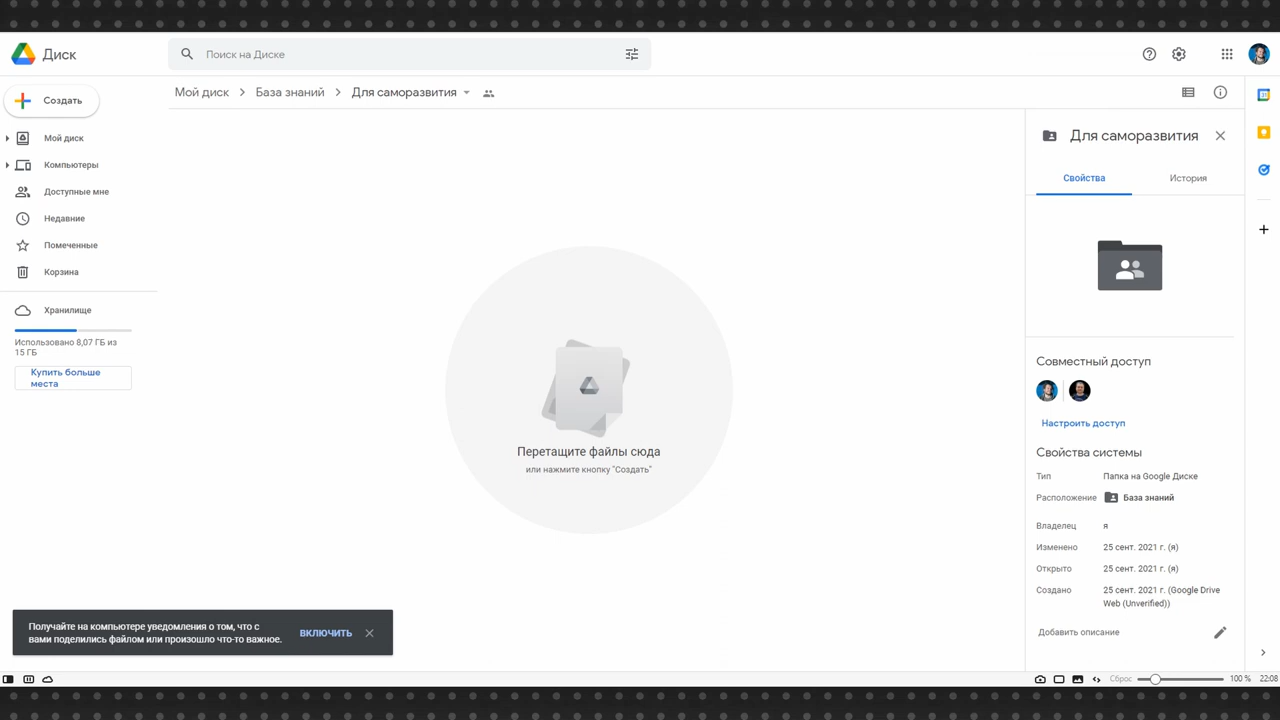 Диск
Поиск на Диске
Создать
Мой диск
Компьютеры
Доступные мне
Недавние
Помеченные
Корзина
Хранилище
Использовано 8,07 ГБ из
15 ГБ
Купить больше
места
Мой диск
База знаний
Для саморазвития
Перетащите файлы сюда
или нажмите кнопку "Создать"
Для саморазвития
Свойства
История
Совместный доступ
Настроить доступ
Свойства системы
Тип Папка на Google Диске
Расположение База знаний
Владелец я
Изменено 25 сент. 2021 г. (я)
Открыто 25 сент. 2021 г. (я)
Создано 25 сент. 2021 г. (Google Drive
Web (Unverified))
Добавить описание
Получайте на компьютере уведомления о том, что с
вами поделились файлом или произошло что-то важное.
ВКЛЮЧИТЬ
Сброс
100 %
22:08
31